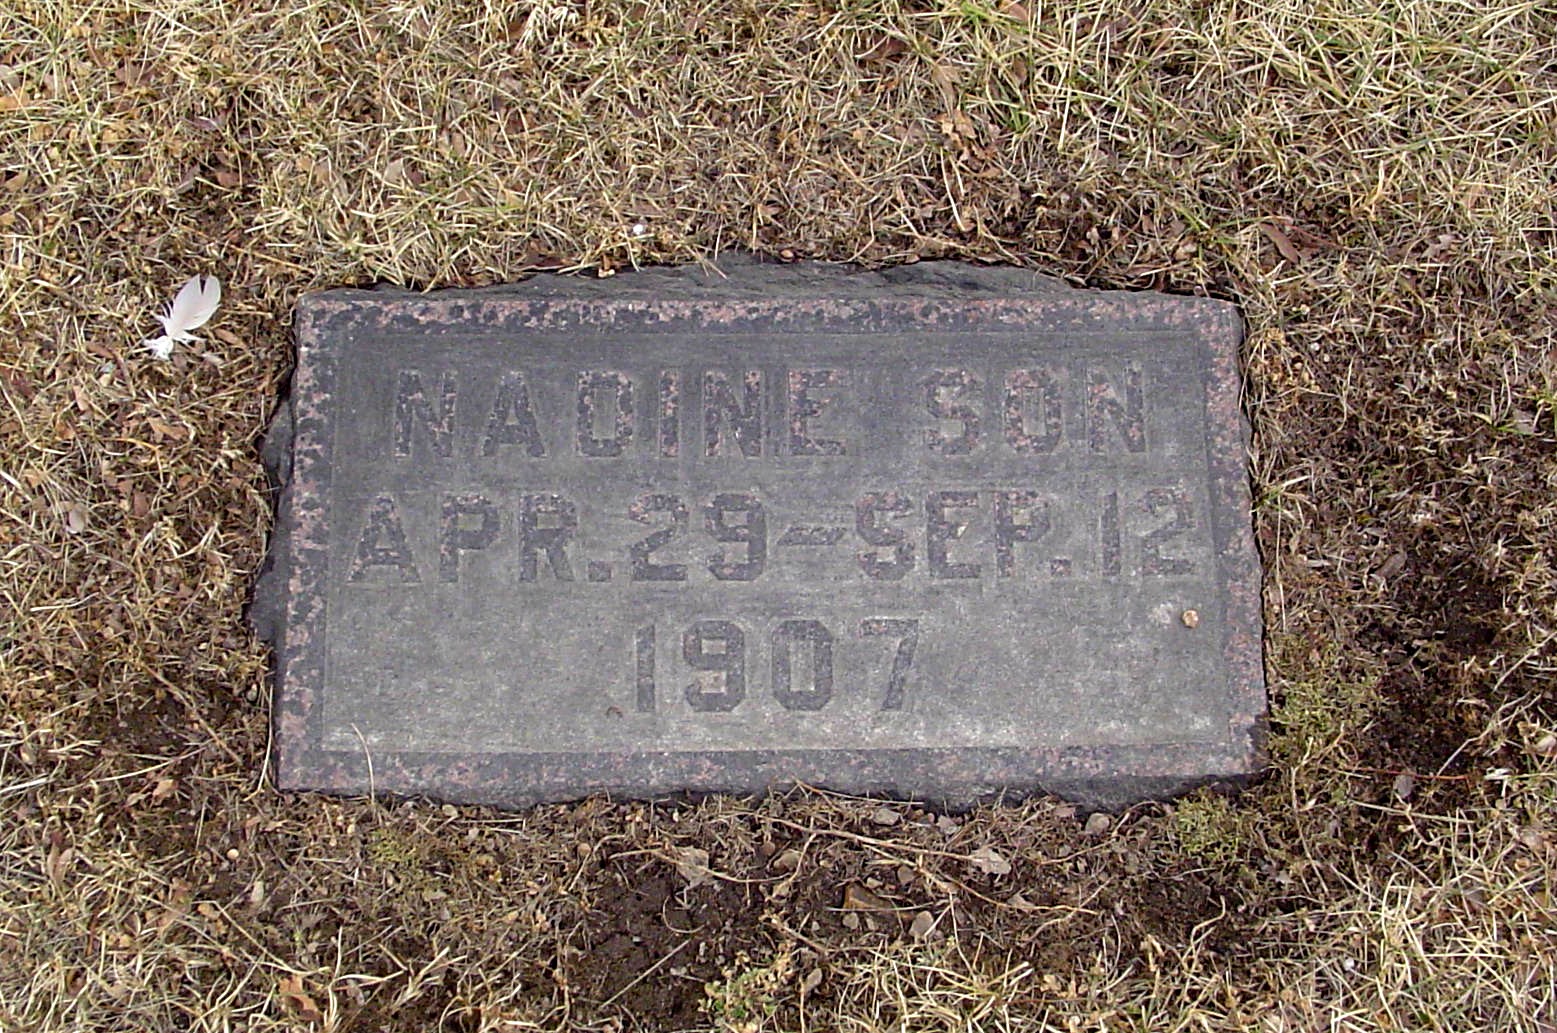 NADINE SON
APR.29-SEP.12
1907